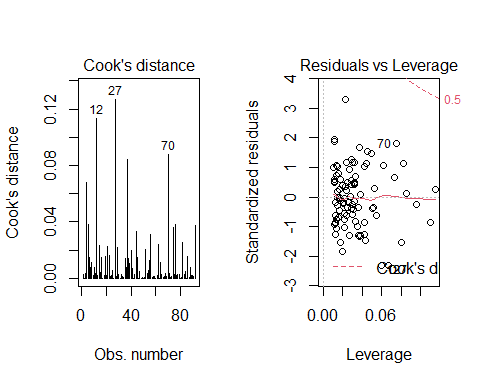 Cook's distance
Cook's distance
0.00 0.04 0.08 0.12
12
27
70
0 40 80
Obs. number
Residuals vs Leverage
Standardized residuals
-3 -2 -1 0 1 2 3 4
70
0.5
Cook's d
27
0.00 0.06
Leverage